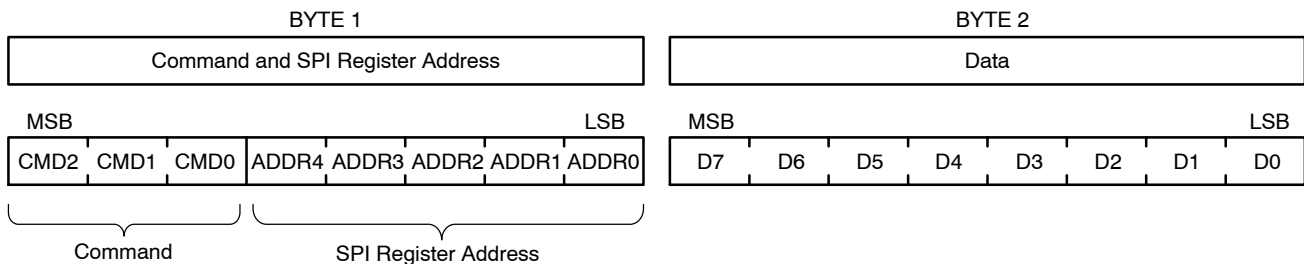 BYTE 1 BYTE 2
Command and SPI Register Address Data
MSB LSB MSB LSB
CMD2 CMD1 CMD0 ADDR4 ADDR3 ADDR2 ADDR1 ADDR0 D7 D6 D5 D4 D3 D2 D1 D0
Command SPI Register Address